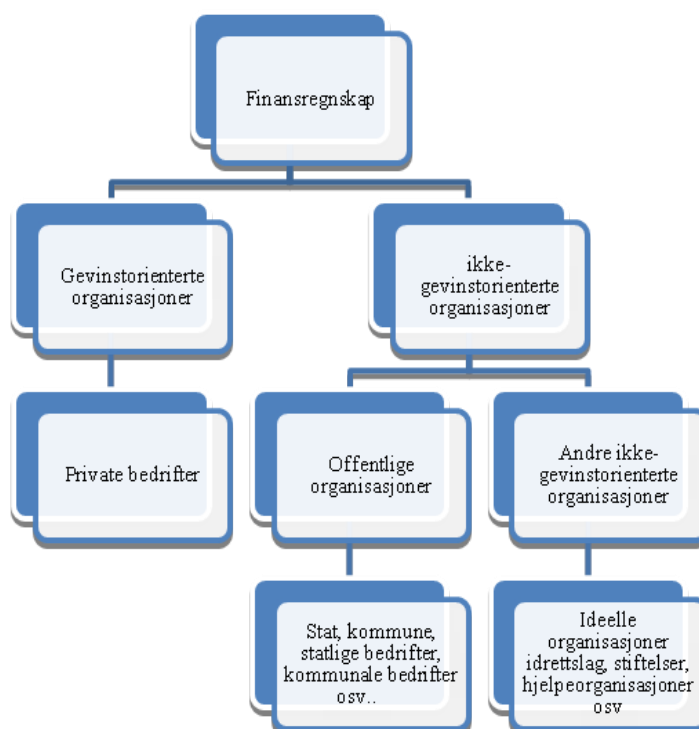 Finansregnskap
Gevinstorienterte
organisasjoner
ikke-
gevinstorienterte
organisasjoner
Private bedrifter
Offentlige
organisasjoner
Andre ikke-
gevinstorienterte
organisasjoner
Stat, kommune,
statlige bedrifter,
kommunale bedrifter
osv..
Ideelle
organisasjoner
idrettslag, stiftelser,
hjelpeorganisasjoner
osv